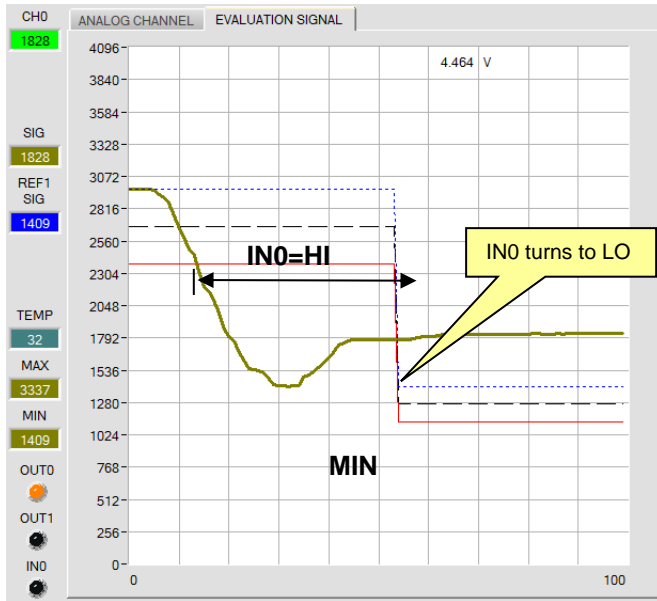 CH0
1828
SIG
1828
REF1
SIG
1409
TEMP
32
MAX
3337
MIN
1409
OUT0
OUT1
IN0
ANALOG CHANNEL
EVALUATION SIGNAL
4.464 V
4096
3840
3584
3328
3072
2816
2560
2304
2048
1792
1536
1280
1024
768
512
256
0
0
100
IN0=HI
IN0 turns to LO
MIN